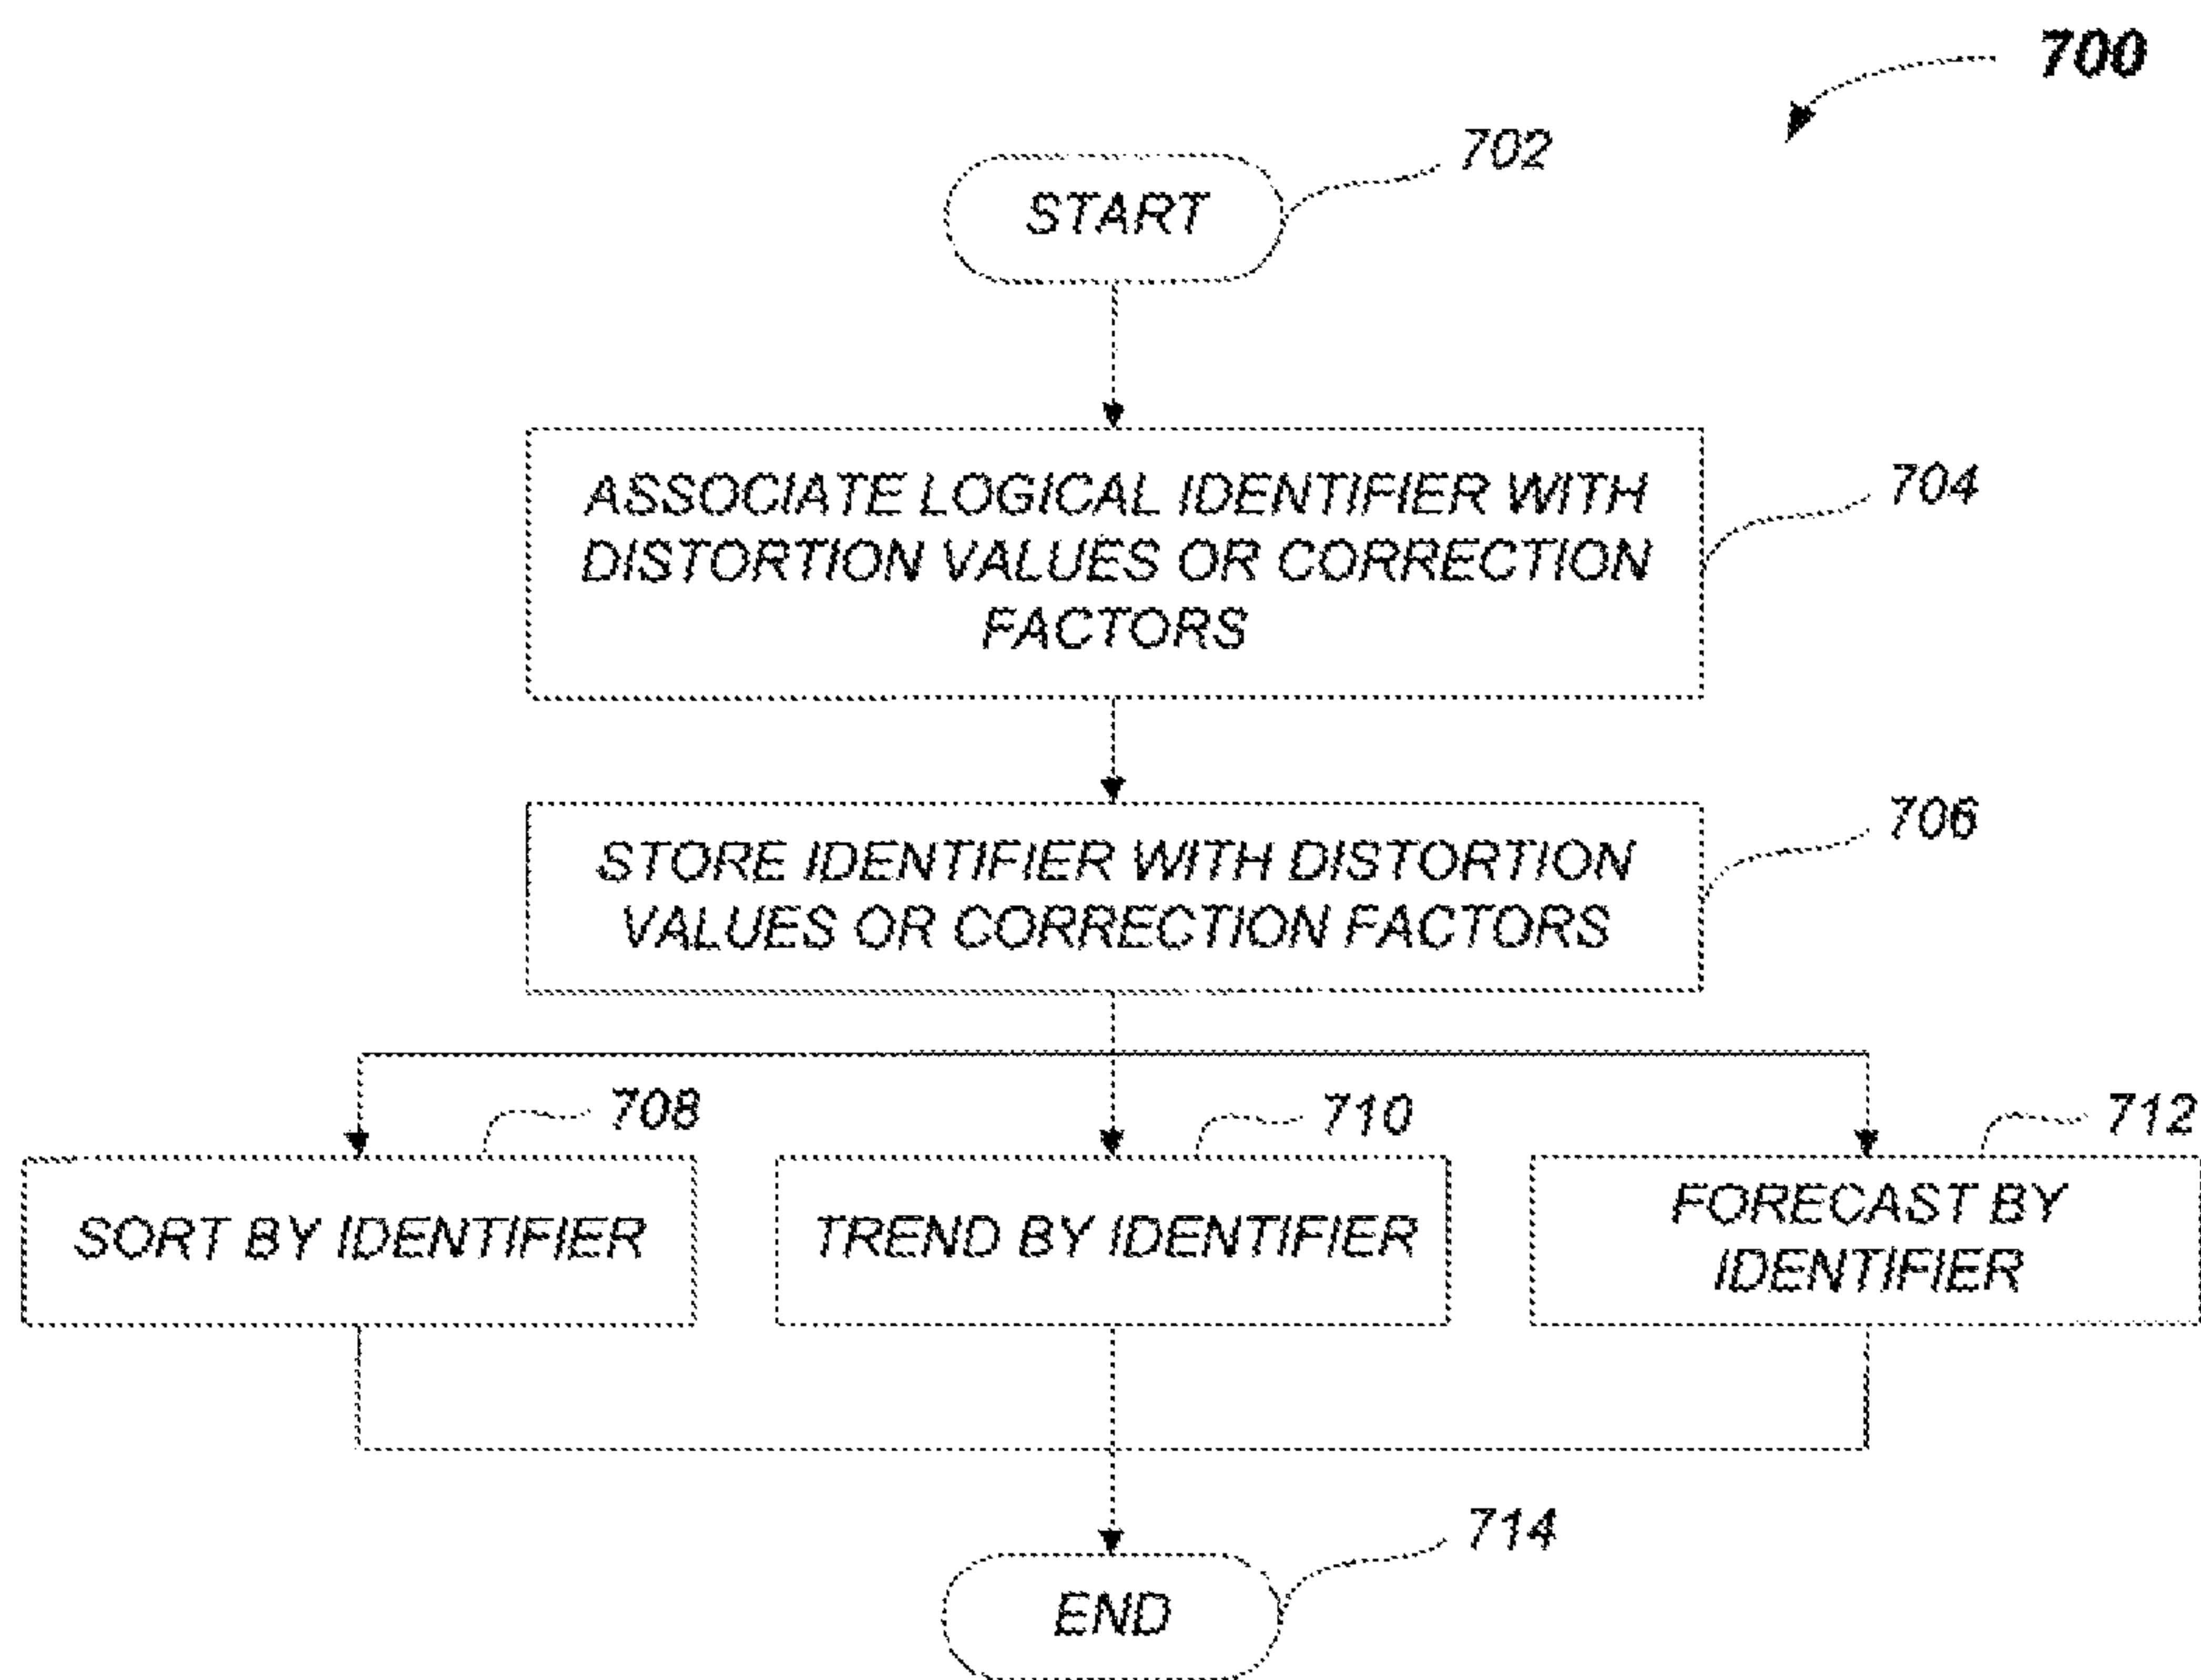 700
702
START
704
ASSOCIATE LOGICAL IDENTIFIER WITH
DISTORTION VALUES OR CORRECTION
FACTORS
706
STORE IDENTIFIER WITH DISTORTION
VALUES OR CORRECTION FACTORS
708
710
712
SORT BY IDENTIFIER
TREND BY IDENTIFIER
FORECAST BY
IDENTIFIER
714
END